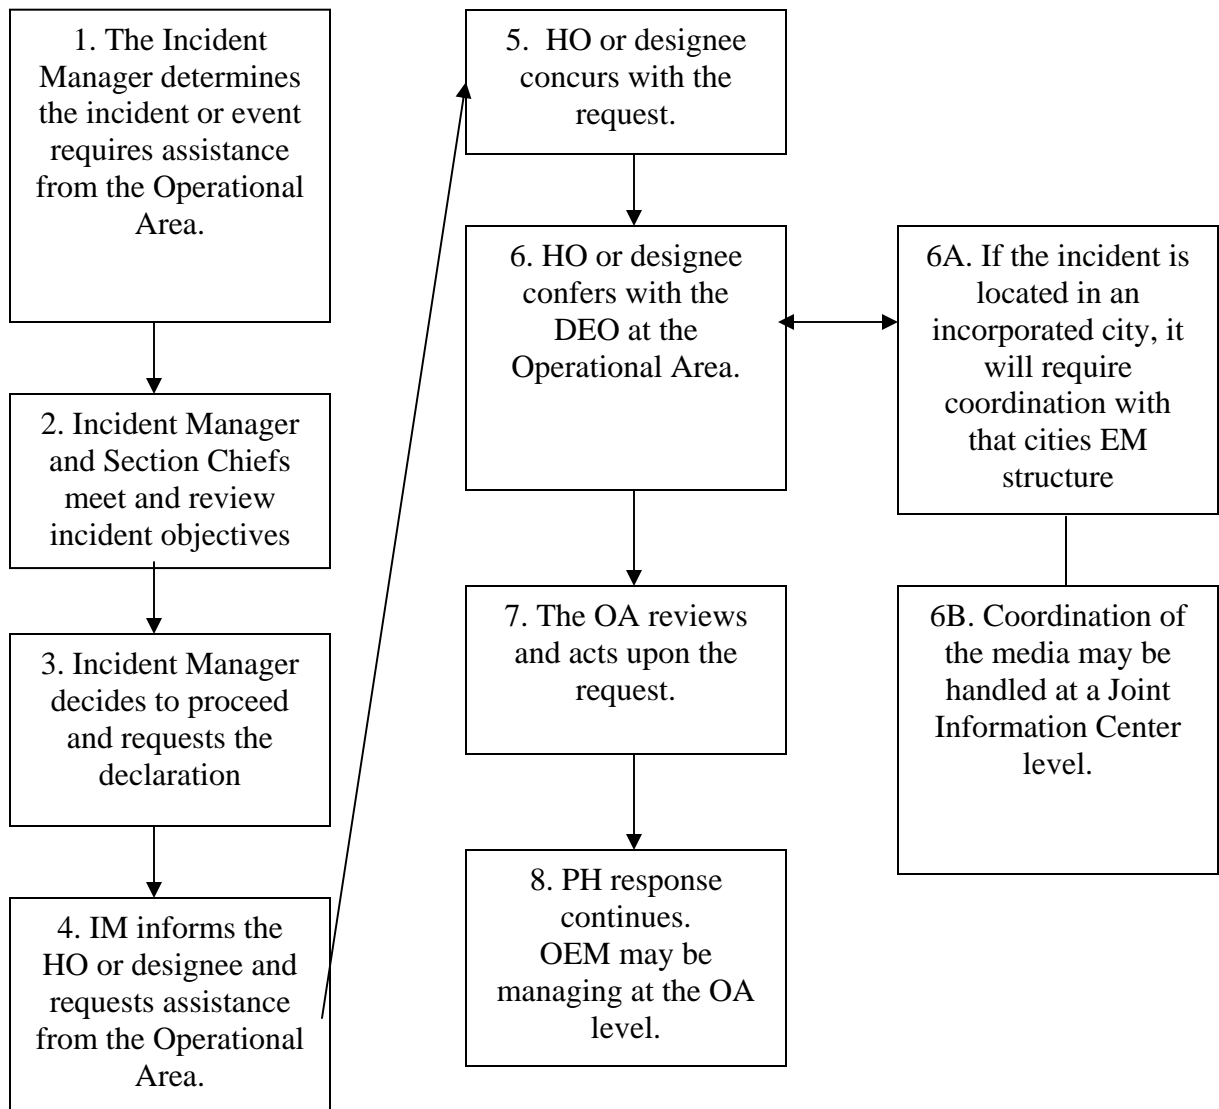 1. The Incident
Manager determines
the incident or event
requires assistance
from the Operational
Area.
2. Incident Manager
and Section Chiefs
meet and review
incident objectives
3. Incident Manager
decides to proceed
and requests the
declaration
4. IM informs the
HO or designee and
requests assistance
from the Operational
Area.
5. HO or designee
concurs with the
request.
6. HO or designee
confers with the
DEO at the
Operational Area.
6A. If the incident is
located in an
incorporated city, it
will require
coordination with
that cities EM
structure
6B. Coordination of
the media may be
handled at a Joint
Information Center
level.
7. The OA reviews
and acts upon the
request.
8. PH response
continues.
OEM may be
managing at the OA
level.